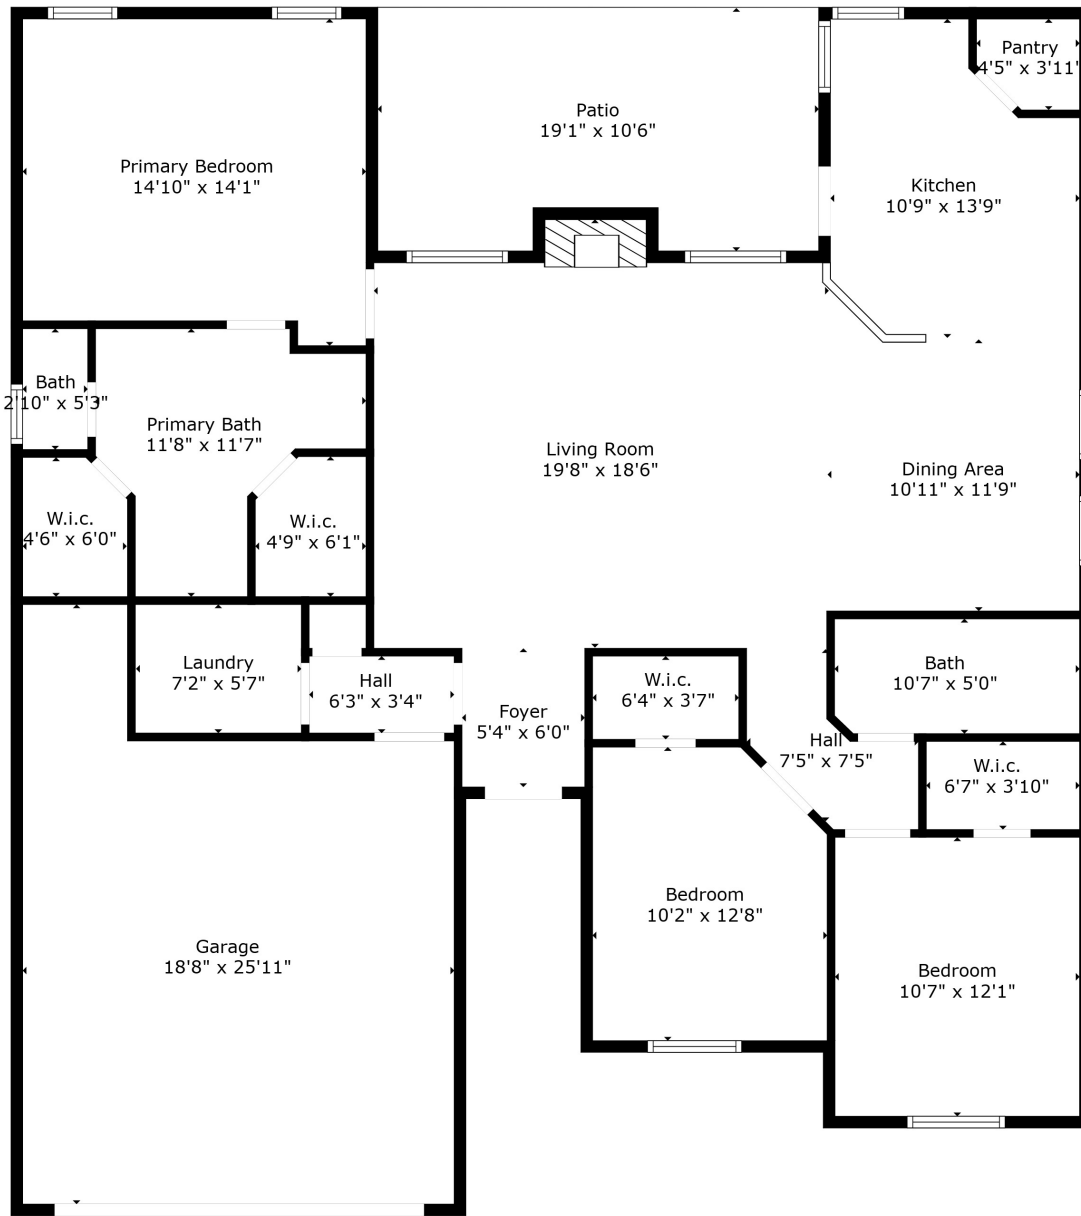 Pantry
4'5" x 3'11"
Patio
19'1" x 10'6"
Primary Bedroom
14'10" x 14'1"
Kitchen
10'9" x 13'9"
Bath
2'10" x 5'3"
Primary Bath
11'8" x 11'7"
Living Room
19'8" x 18'6"
Dining Area
10'11" x 11'9"
W.i.c.
4'6" x 6'0"
W.i.c.
4'9" x 6'1"
Laundry
7'2" x 5'7"
Hall
6'3" x 3'4"
Foyer
5'4" x 6'0"
W.i.c.
6'4" x 3'7"
Bath
10'7" x 5'0"
Hall
7'5" x 7'5"
W.i.c.
6'7" x 3'10"
Bedroom
10'2" x 12'8"
Garage
18'8" x 25'11"
Bedroom
10'7" x 12'1"